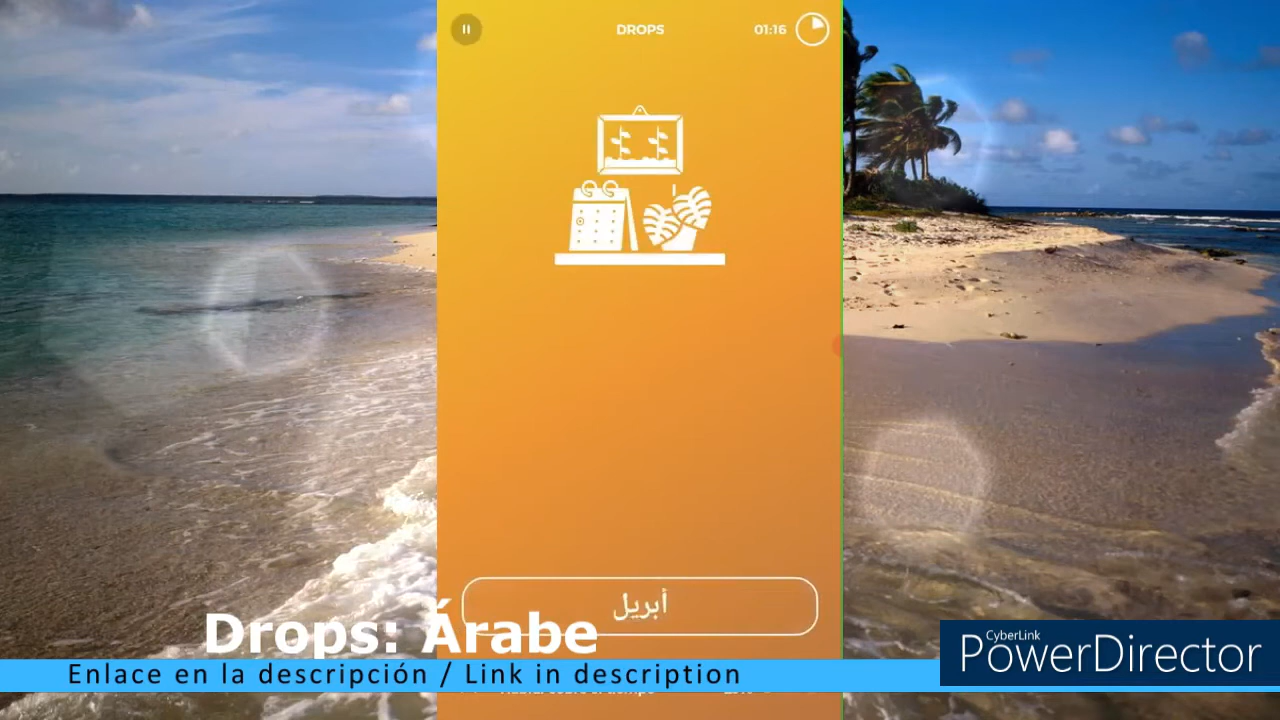 DROPS
01:16
أبريل
Drops: Árabe
Enlace en la descripción / Link in description
CyberLink
PowerDirector